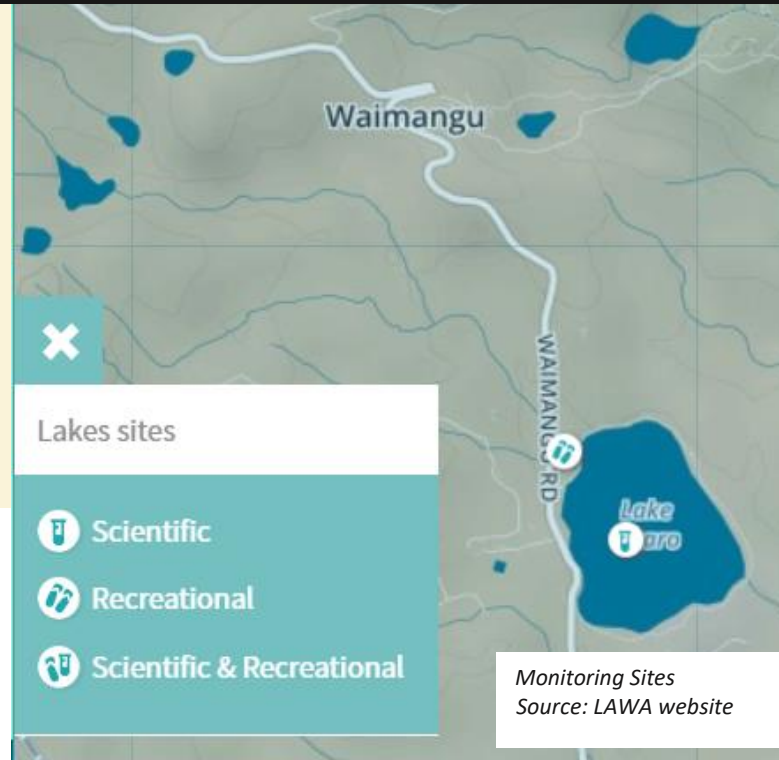 Waimangu
WAIMANGU RD
Lakes sites
Lake
Scientific
Recreational
Scientific & Recreational
Monitoring Sites
Source: LAWA website